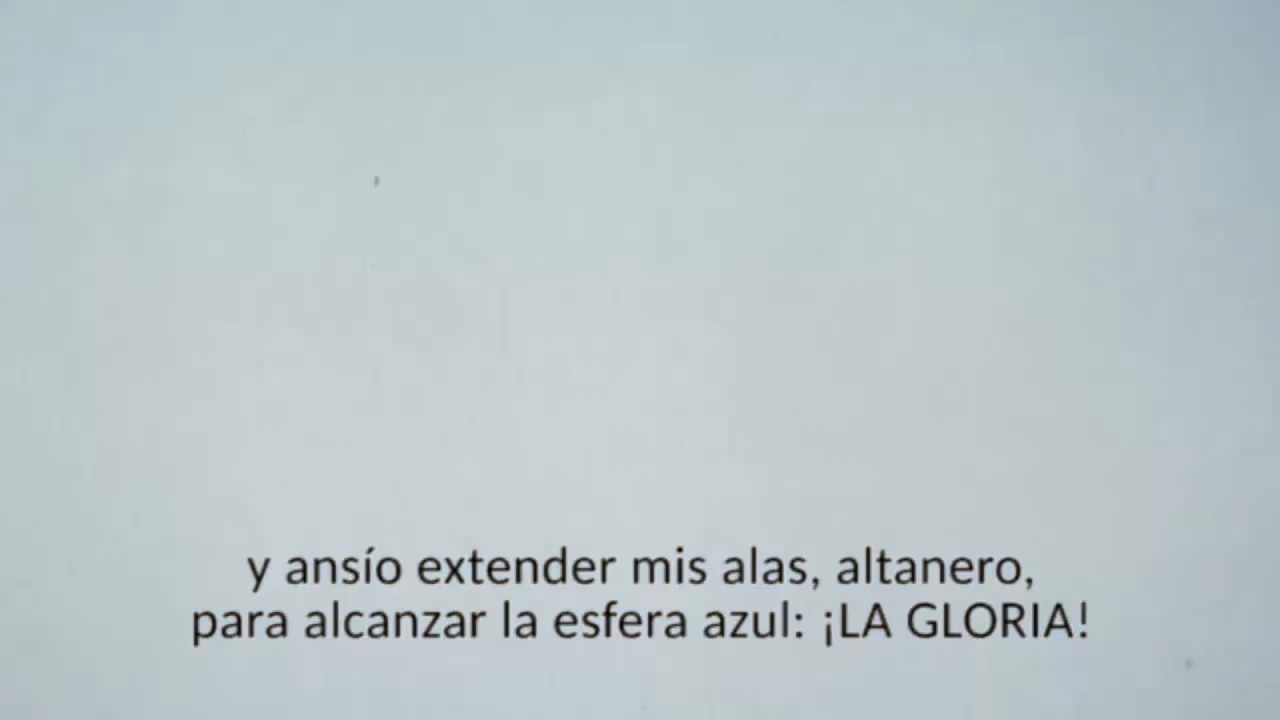 y ansío extender mis alas, altanero,
para alcanzar la esfera azul: ¡LA GLORIA!